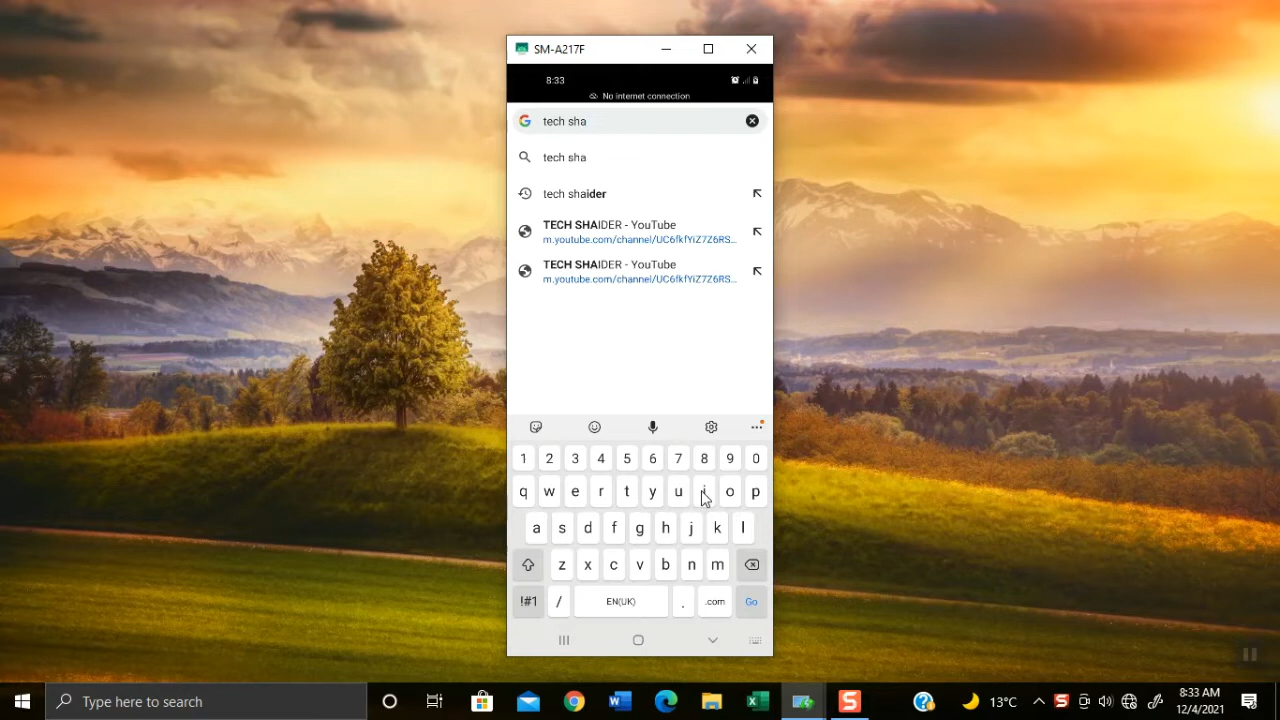 SM-A217F
8:33
No internet connection
tech sha
tech sha
tech shaider
TECH SHAIDER - YouTube
m.youtube.com/channel/UC6fkfYiZ7Z6RS...
TECH SHAIDER - YouTube
m.youtube.com/channel/UC6fkfYiZ7Z6RS...
1 2 3 4 5 6 7 8 9 0
q w e r t y u i o p
a s d f g h j k l
z x c v b n m
!#1 / EN(UK) . .com Go
Type here to search
13°C
8:33 AM
12/4/2021